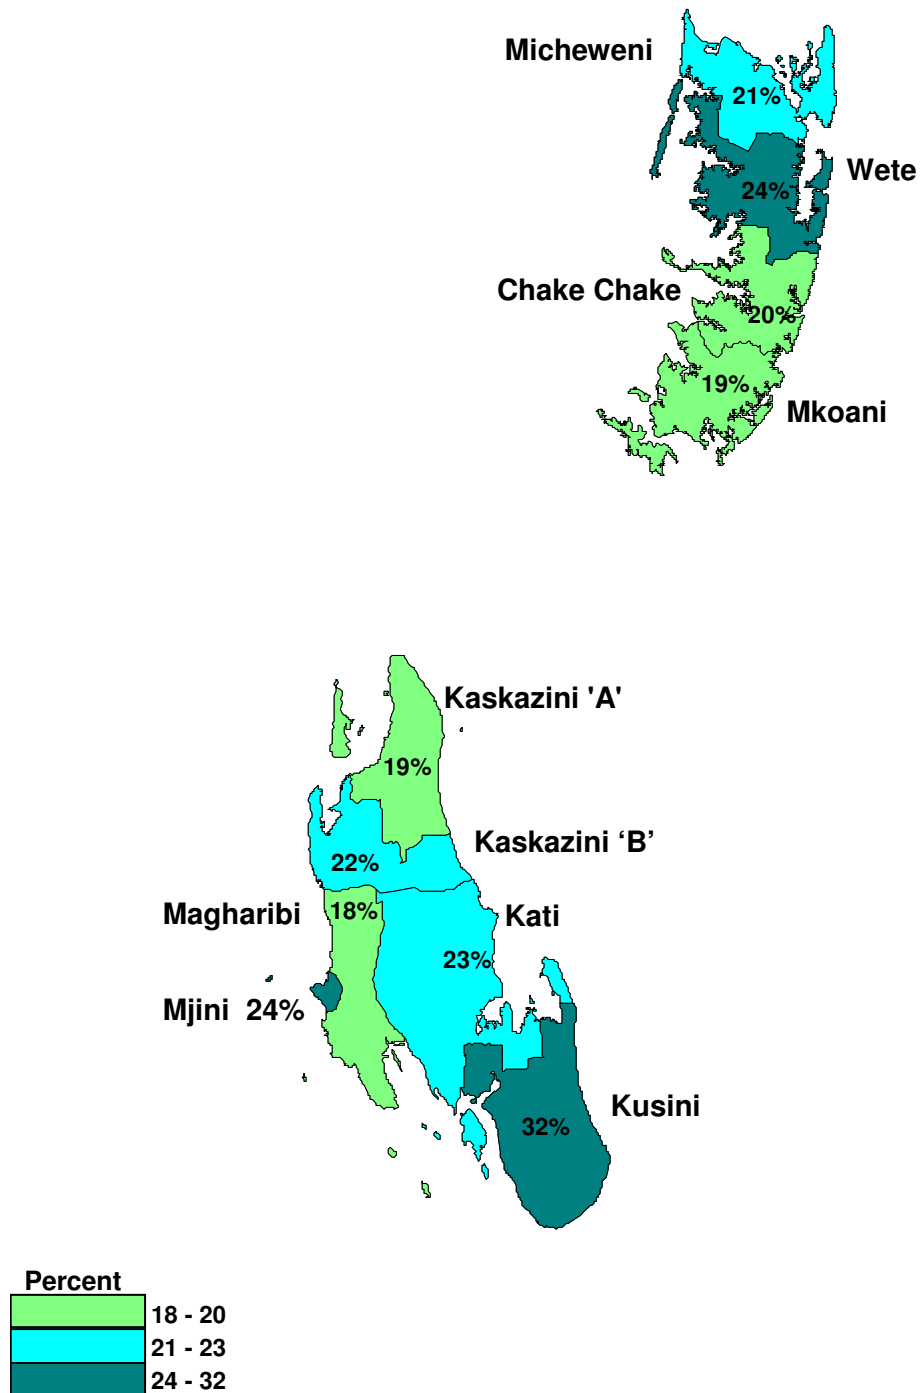 Micheweni
21%
Wete
24%
Chake Chake
20%
19%
Mkoani
Kaskazini 'A'
19%
Kaskazini ‘B’
22%
Magharibi
18%
Kati
23%
Mjini 24%
Kusini
32%
Percent
18 - 20
21 - 23
24 - 32